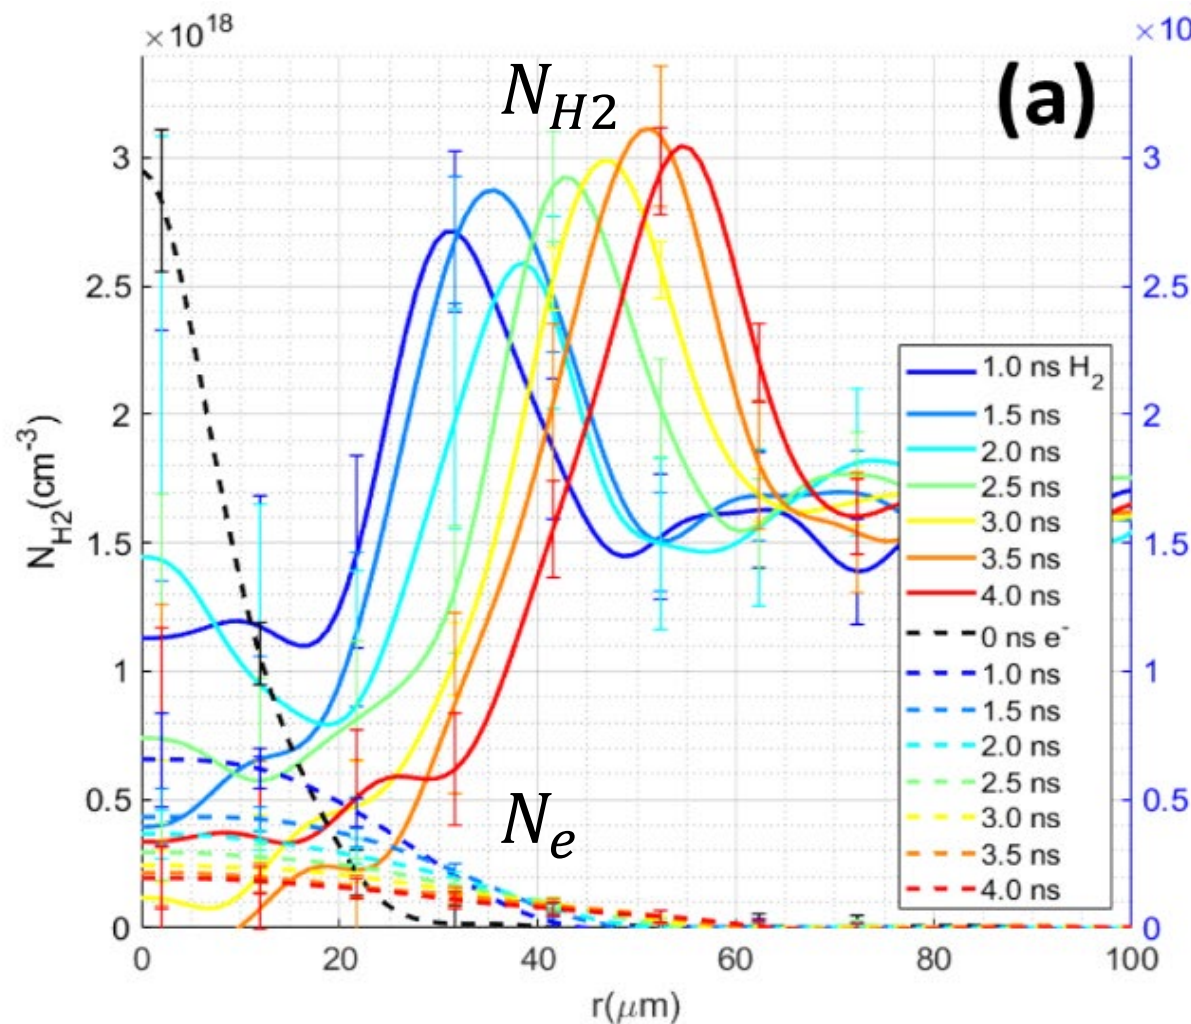 ×10^18
×10
(a)
N_H2
N_e
N_H2(cm^-3)
3
2.5
2
1.5
1
0.5
0
3
2.5
2
1.5
1
0.5
0
1.0 ns H_2
1.5 ns
2.0 ns
2.5 ns
3.0 ns
3.5 ns
4.0 ns
0 ns e^-
1.0 ns
1.5 ns
2.0 ns
2.5 ns
3.0 ns
3.5 ns
4.0 ns
0 20 40 60 80 100
r(μm)